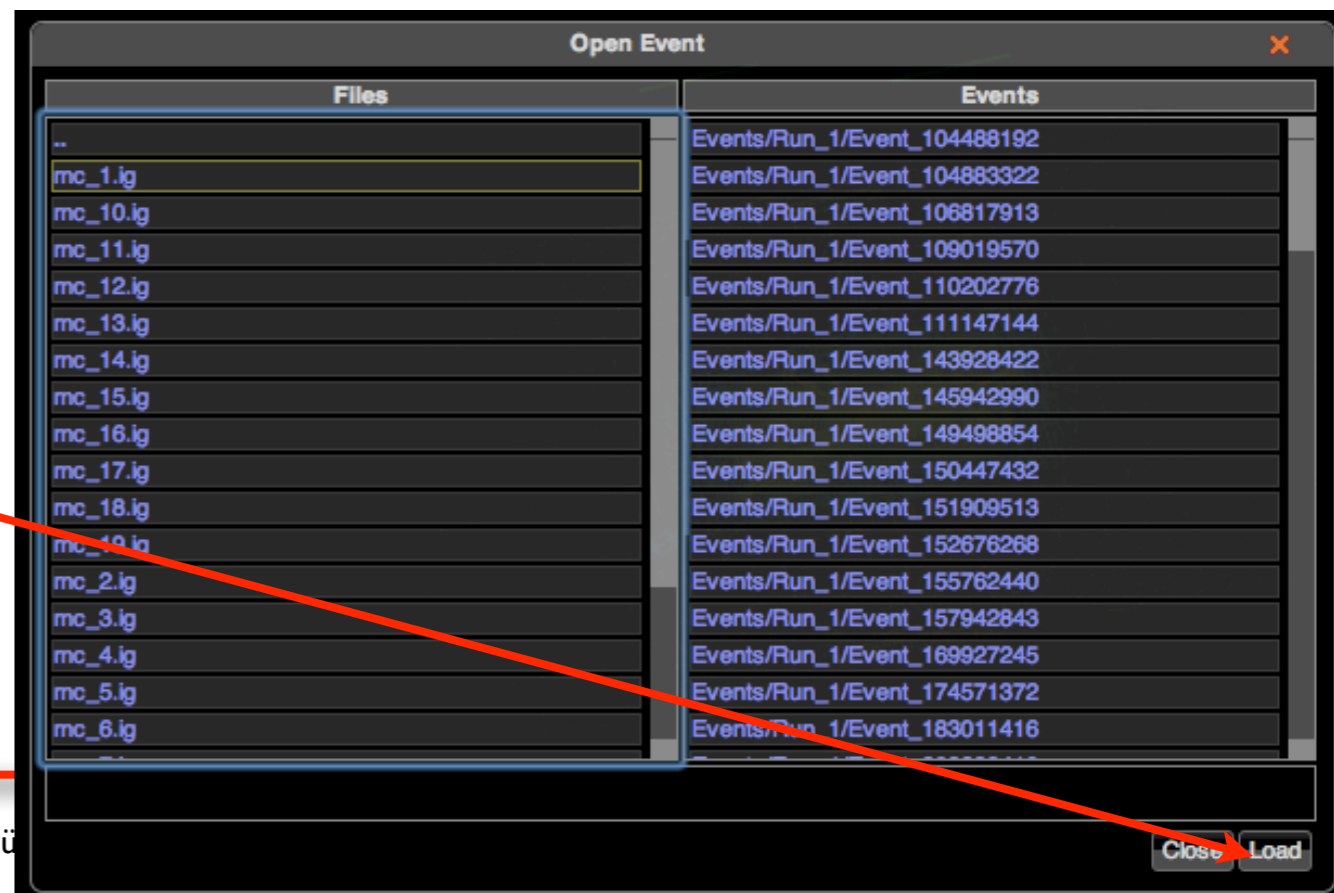 Open Event
Files
Events
..
mc_1.ig
mc_10.ig
mc_11.ig
mc_12.ig
mc_13.ig
mc_14.ig
mc_15.ig
mc_16.ig
mc_17.ig
mc_18.ig
mc_19.ig
mc_2.ig
mc_3.ig
mc_4.ig
mc_5.ig
mc_6.ig
Events/Run_1/Event_104488192
Events/Run_1/Event_104883322
Events/Run_1/Event_106817913
Events/Run_1/Event_109019570
Events/Run_1/Event_110202776
Events/Run_1/Event_111147144
Events/Run_1/Event_143928422
Events/Run_1/Event_145942990
Events/Run_1/Event_149498854
Events/Run_1/Event_150447432
Events/Run_1/Event_151909513
Events/Run_1/Event_152676268
Events/Run_1/Event_155762440
Events/Run_1/Event_157942843
Events/Run_1/Event_169927245
Events/Run_1/Event_174571372
Events/Run_1/Event_183011416
ü
Close Load